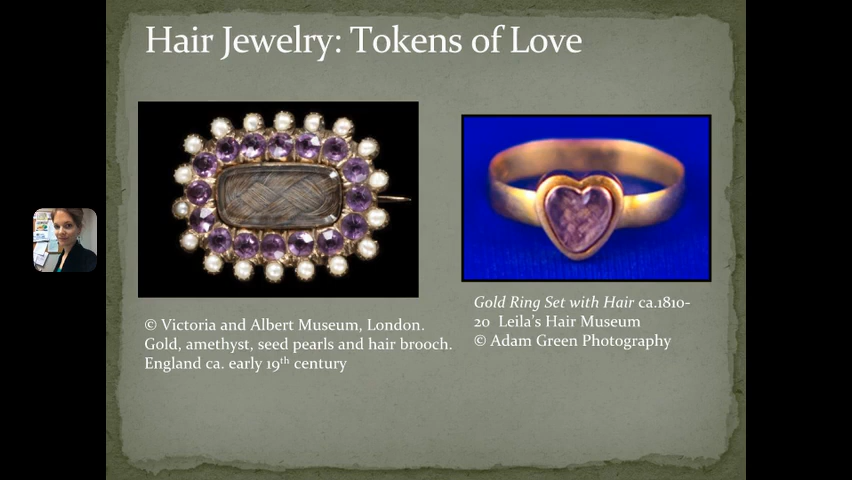 Hair Jewelry: Tokens of Love
© Victoria and Albert Museum, London.
Gold, amethyst, seed pearls and hair brooch.
England ca. early 19th century
Gold Ring Set with Hair ca.1810-
20 Leila's Hair Museum
© Adam Green Photography